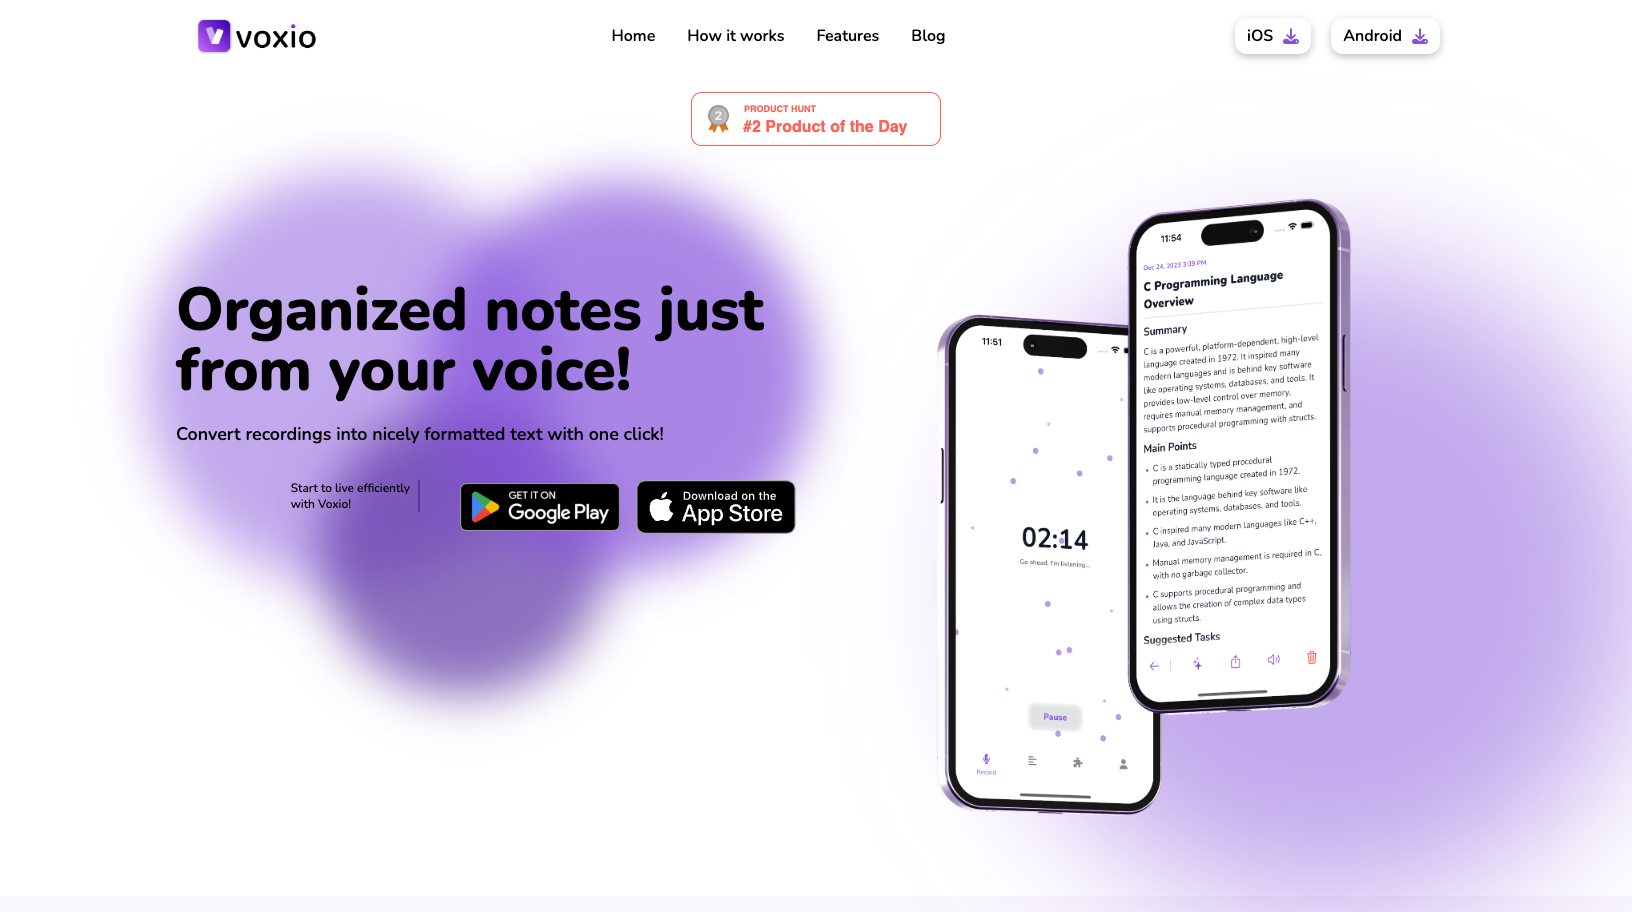 voxio
Home
How it works
Features
Blog
iOS
Android
2
PRODUCT HUNT
#2 Product of the Day
Organized notes just
from your voice!
Convert recordings into nicely formatted text with one click!
Start to live efficiently
with Voxio!
GET IT ON
Google Play
Download on the
App Store
11:51
02:14
Go ahead, I'm listening...
Pause
Record
11:54
Dec 24, 2023 3:39 PM
C Programming Language
Overview
Summary
C is a powerful, platform-dependent, high-level
language created in 1972. It inspired many
modern languages and is behind key software
like operating systems, databases, and tools. It
provides low-level control over memory,
requires manual memory management, and
supports procedural programming with structs.
Main Points
• C is a statically typed procedural
programming language created in 1972.
• It is the language behind key software like
operating systems, databases, and tools.
• C inspired many modern languages like C++,
Java, and JavaScript.
• Manual memory management is required in C,
with no garbage collector.
• C supports procedural programming and
allows the creation of complex data types
using structs.
Suggested Tasks